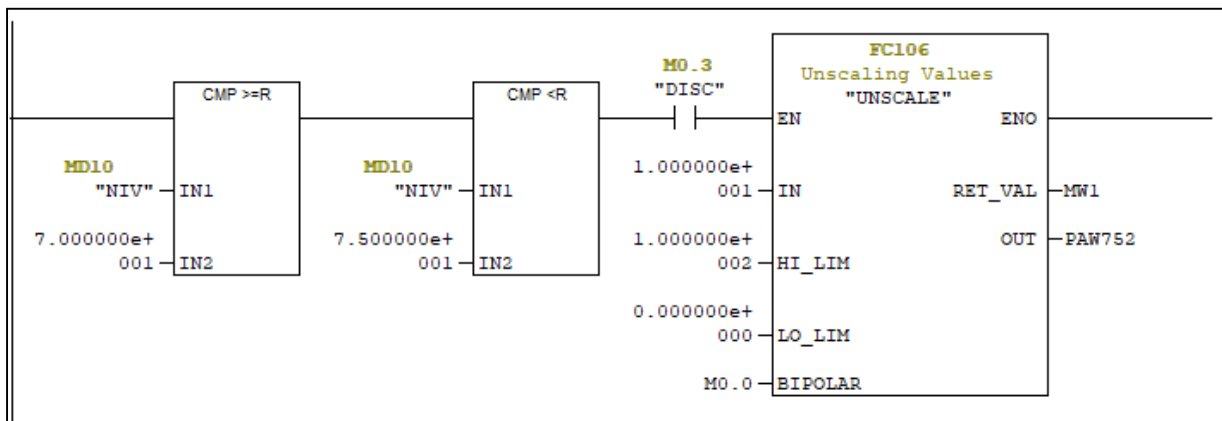 CMP >=R
MD10
"NIV"
IN1
7.000000e+
001
IN2
CMP <R
MD10
"NIV"
IN1
7.500000e+
001
IN2
M0.3
"DISC"
FC106
Unscaling Values
"UNSCALE"
EN
ENO
1.000000e+
001
IN
RET_VAL
MW1
1.000000e+
002
HI_LIM
OUT
PAW752
0.000000e+
000
LO_LIM
M0.0
BIPOLAR